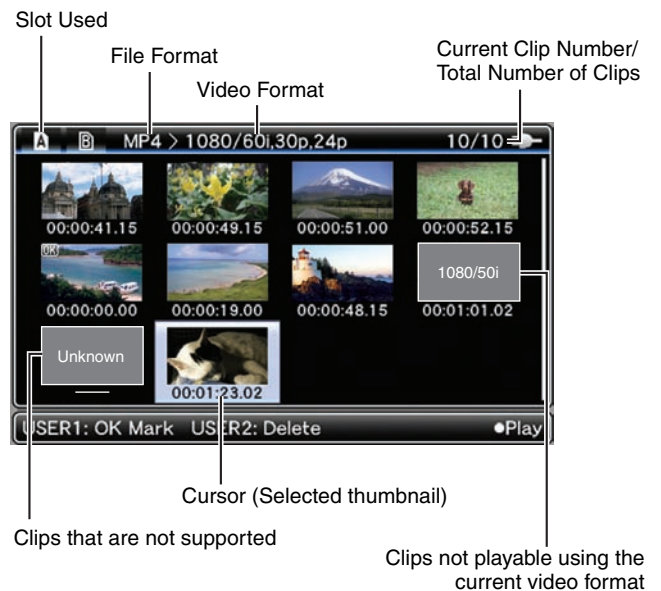 Slot Used
File Format
Video Format
Current Clip Number/
Total Number of Clips
A B MP4 > 1080/60i,30p,24p 10/10
00:00:41.15 00:00:49.15 00:00:51.00 00:00:52.15
OK
1080/50i
00:00:00.00 00:00:19.00 00:00:48.15 00:01:01.02
Unknown
00:01:23.02
USER1: OK Mark USER2: Delete ●Play
Cursor (Selected thumbnail)
Clips that are not supported
Clips not playable using the
current video format